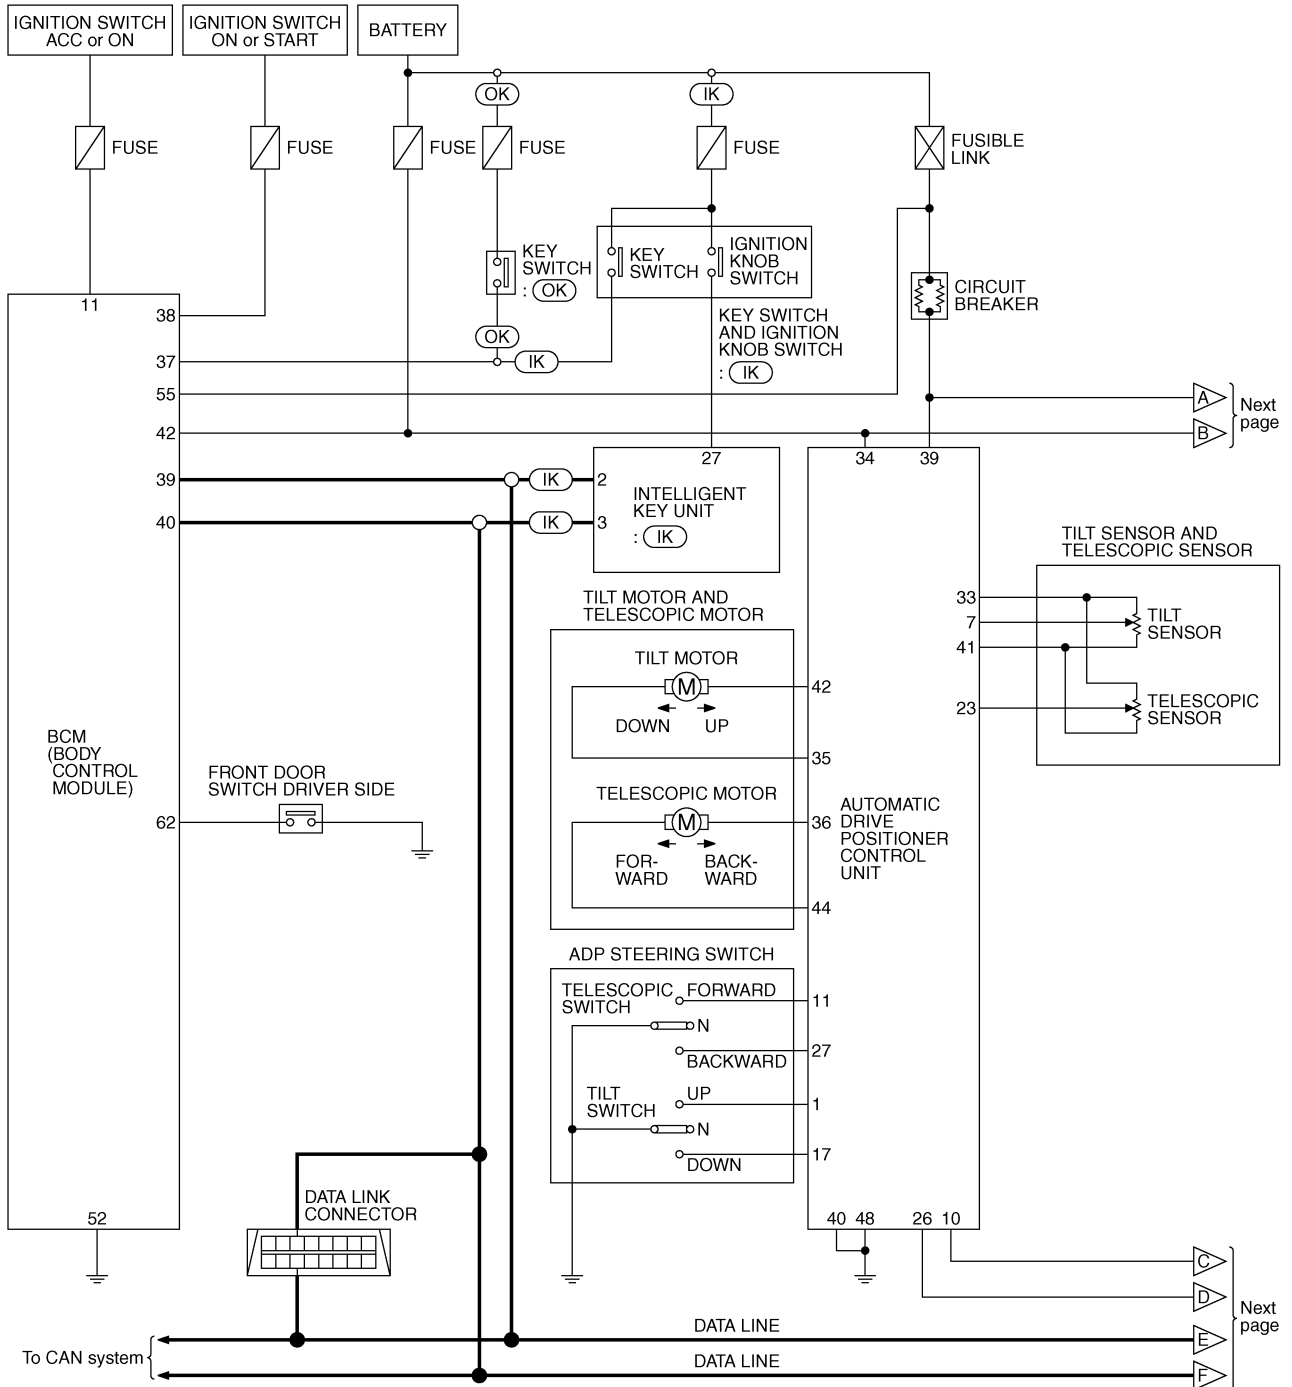 IGNITION SWITCH
ACC or ON
IGNITION SWITCH
ON or START
BATTERY
OK
IK
FUSE
FUSE
FUSE
FUSE
FUSE
FUSIBLE
LINK
KEY
SWITCH
: OK
KEY
SWITCH
IGNITION
KNOB
SWITCH
CIRCUIT
BREAKER
11
38
OK
KEY SWITCH
AND IGNITION
KNOB SWITCH
: IK
37
IK
55
42
A
B
Next
page
39
IK
2
27
34
39
40
IK
3
INTELLIGENT
KEY UNIT
: IK
TILT SENSOR AND
TELESCOPIC SENSOR
TILT MOTOR AND
TELESCOPIC MOTOR
33
7
41
23
TILT
SENSOR
TELESCOPIC
SENSOR
TILT MOTOR
M
DOWN
UP
42
35
BCM
(BODY
CONTROL
MODULE)
FRONT DOOR
SWITCH DRIVER SIDE
62
TELESCOPIC MOTOR
M
FOR-
WARD
BACK-
WARD
36
44
AUTOMATIC
DRIVE
POSITIONER
CONTROL
UNIT
ADP STEERING SWITCH
TELESCOPIC
SWITCH
FORWARD
11
N
BACKWARD
27
TILT
SWITCH
UP
1
N
DOWN
17
DATA LINK
CONNECTOR
52
40
48
26
10
C
D
E
F
Next
page
DATA LINE
DATA LINE
To CAN system